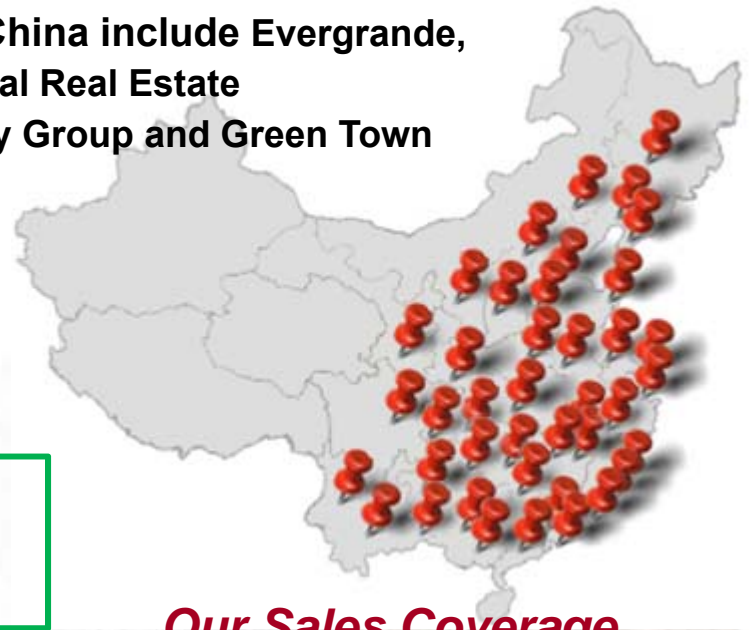 China include Evergrande,
al Real Estate
y Group and Green Town
Our Sales Coverage